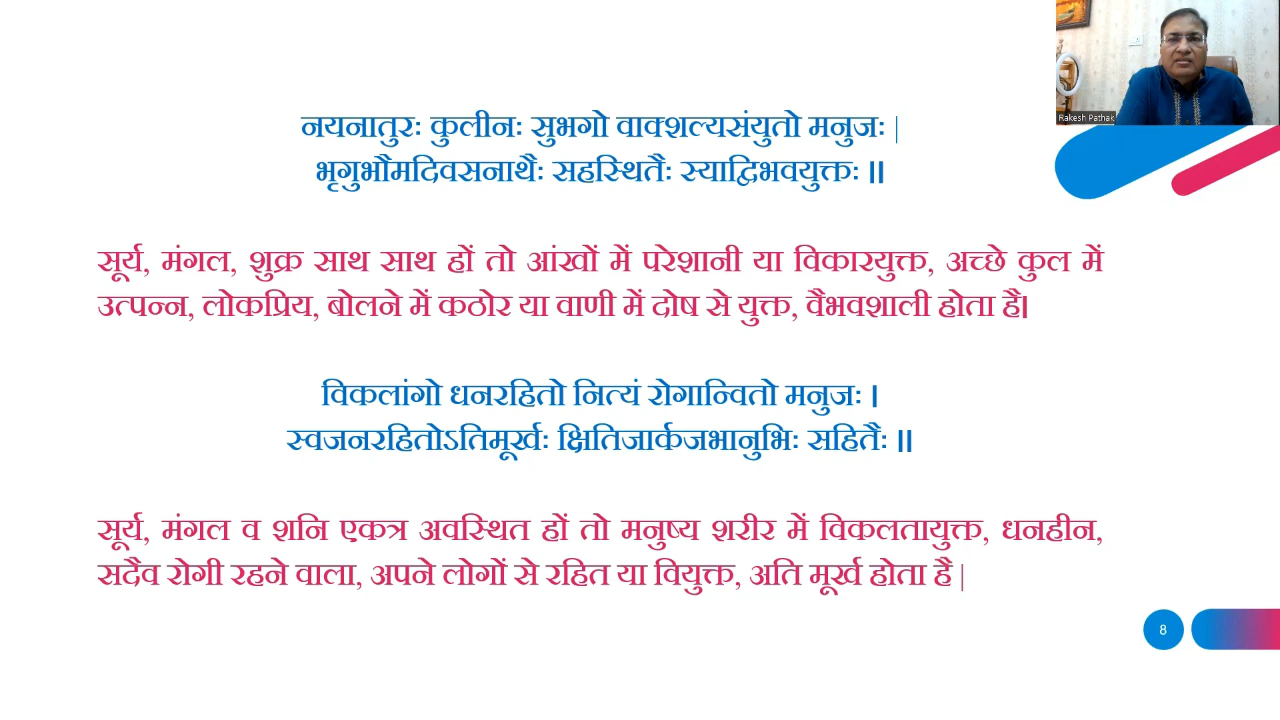 Rakesh Pathak
नयनातुरः कुलीनः सुभगो वाक्शल्यसंयुतो मनुजः |
भृगुभौमदिवसनाथैः सहस्थितैः स्याद्विभवयुक्तः ॥
सूर्य, मंगल, शुक्र साथ साथ हों तो आंखों में परेशानी या विकारयुक्त, अच्छे कुल में
उत्पन्न, लोकप्रिय, बोलने में कठोर या वाणी में दोष से युक्त, वैभवशाली होता है।
विकलांगो धनरहितो नित्यं रोगान्वितो मनुजः ।
स्वजनरहितोऽतिमूर्खः क्षितिजार्कजभानुभिः सहितैः ॥
सूर्य, मंगल व शनि एकत्र अवस्थित हों तो मनुष्य शरीर में विकलतायुक्त, धनहीन,
सदैव रोगी रहने वाला, अपने लोगों से रहित या वियुक्त, अति मूर्ख होता है |
8